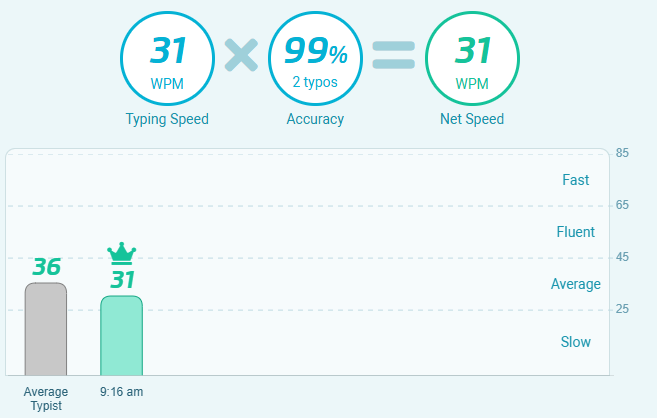 31 99% 31
WPM 2 typos WPM
Typing Speed Accuracy Net Speed
85
Fast
65
Fluent
45
36
31
Average
25
Slow
Average
Typist
9:16 am